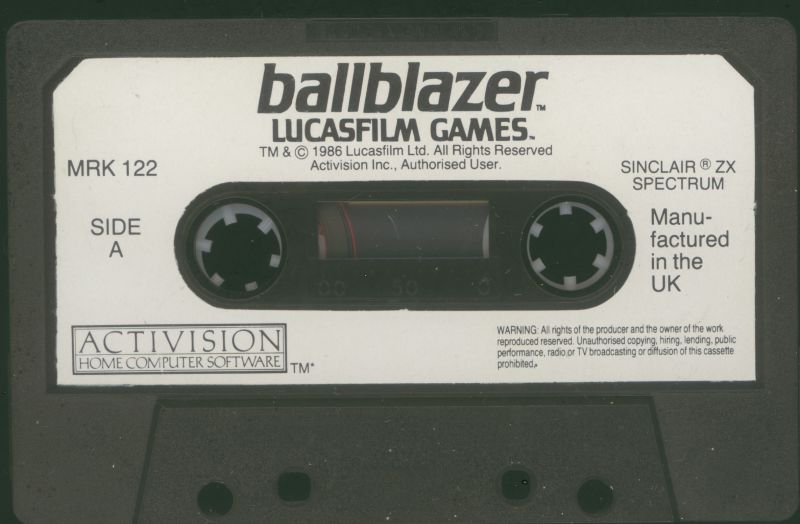 ballblazer™
LUCASFILM GAMES™
TM & © 1986 Lucasfilm Ltd. All Rights Reserved
Activision Inc., Authorised User.
MRK 122
SINCLAIR ® ZX
SPECTRUM
SIDE
A
Manu-
factured
in the
UK
00 50 0
ACTIVISION
HOME COMPUTER SOFTWARE TM*
WARNING: All rights of the producer and the owner of the work
reproduced reserved. Unauthorised copying, hiring, lending, public
performance, radio or TV broadcasting or diffusion of this cassette
prohibited.